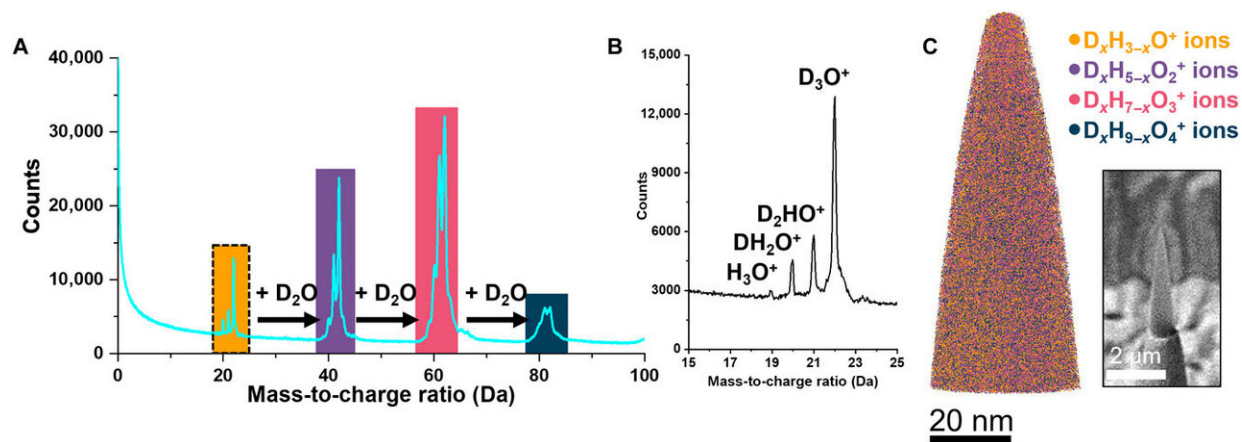 A
40,000
30,000
20,000
10,000
0
Counts
+ D₂O
+ D₂O
+ D₂O
0
20
40
60
80
100
Mass-to-charge ratio (Da)
B
15,000
12,000
9000
6000
3000
0
Counts
D₃O⁺
D₂HO⁺
DH₂O⁺
H₃O⁺
15
17
19
21
23
25
Mass-to-charge ratio (Da)
C
DₓH₃₋ₓO⁺ ions
DₓH₅₋ₓO₂⁺ ions
DₓH₇₋ₓO₃⁺ ions
DₓH₉₋ₓO₄⁺ ions
2 μm
20 nm